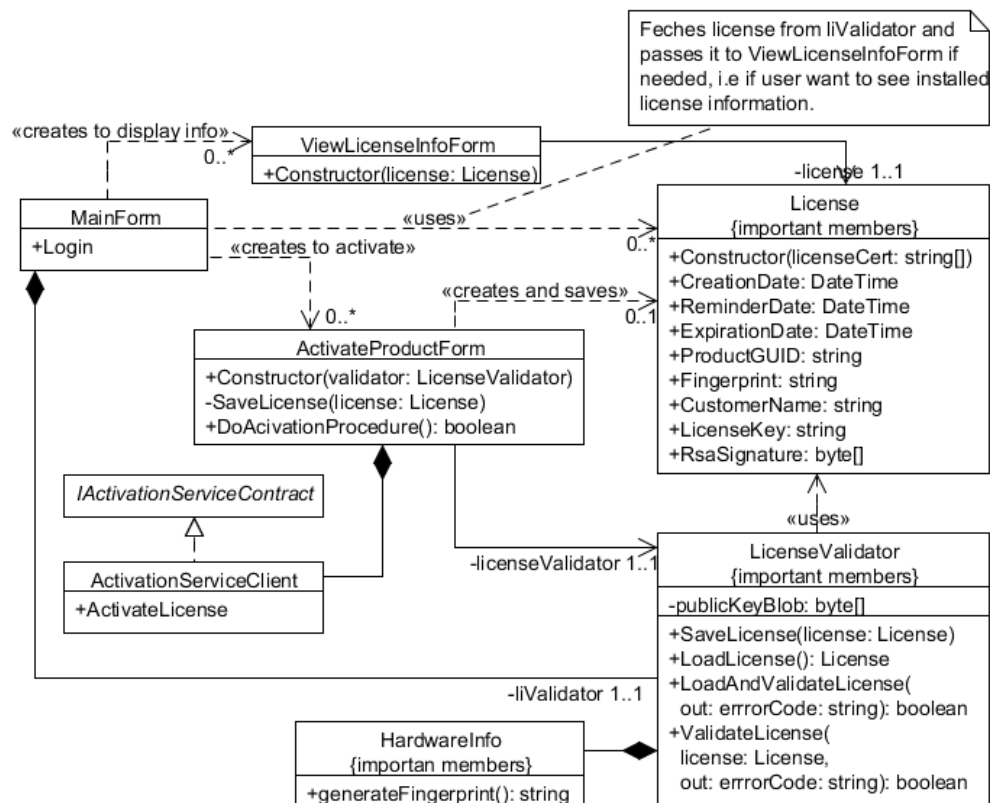 Feches license from liValidator and
passes it to ViewLicenseInfoForm if
needed, i.e if user want to see installed
license information.
«creates to display info»
0..*
ViewLicenseInfoForm
+Constructor(license: License)
-license 1..1
MainForm
+Login
«uses»
0..*
«creates to activate»
0..*
License
{important members}
+Constructor(licenseCert: string[])
+CreationDate: DateTime
+ReminderDate: DateTime
+ExpirationDate: DateTime
+ProductGUID: string
+Fingerprint: string
+CustomerName: string
+LicenseKey: string
+RsaSignature: byte[]
«creates and saves»
0..1
ActivateProductForm
+Constructor(validator: LicenseValidator)
-SaveLicense(license: License)
+DoAcivationProcedure(): boolean
IActivationServiceContract
ActivationServiceClient
+ActivateLicense
-licenseValidator 1..1
«uses»
LicenseValidator
{important members}
-publicKeyBlob: byte[]
+SaveLicense(license: License)
+LoadLicense(): License
+LoadAndValidateLicense(
out: errrorCode: string): boolean
+ValidateLicense(
license: License,
out: errrorCode: string): boolean
-liValidator 1..1
HardwareInfo
{importan members}
+generateFingerprint(): string